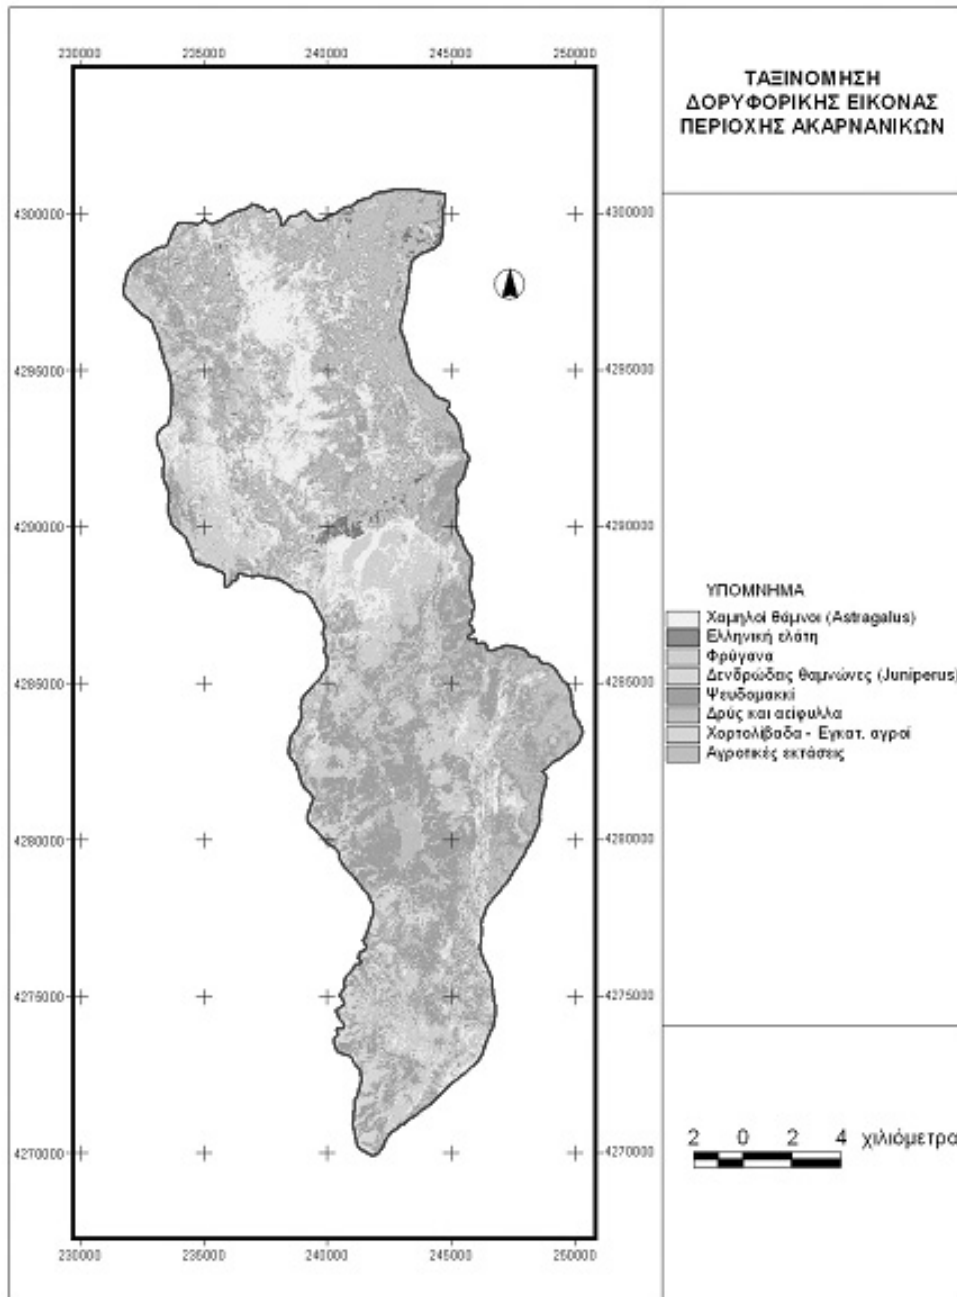 ΤΑΞΙΝΟΜΗΣΗ
ΔΟΡΥΦΟΡΙΚΗΣ ΕΙΚΟΝΑΣ
ΠΕΡΙΟΧΗΣ ΑΚΑΡΝΑΝΙΚΩΝ
230000 235000 240000 245000 250000
4300000 4300000
4295000 4295000
4290000 4290000
4285000 4285000
4280000 4280000
4275000 4275000
4270000 4270000
230000 235000 240000 245000 250000
ΥΠΟΜΝΗΜΑ
Χαμηλοί θάμνοι (Astragalus)
Ελληνική ελάτη
Φρύγανα
Δενδρώδεις θαμνώνες (Juniperus)
Ψευδομακκί
Δρύς και αείφυλλα
Χορτολίβαδα - Εγκατ. αγροί
Αγροτικές εκτάσεις
2 0 2 4 χιλιόμετρα